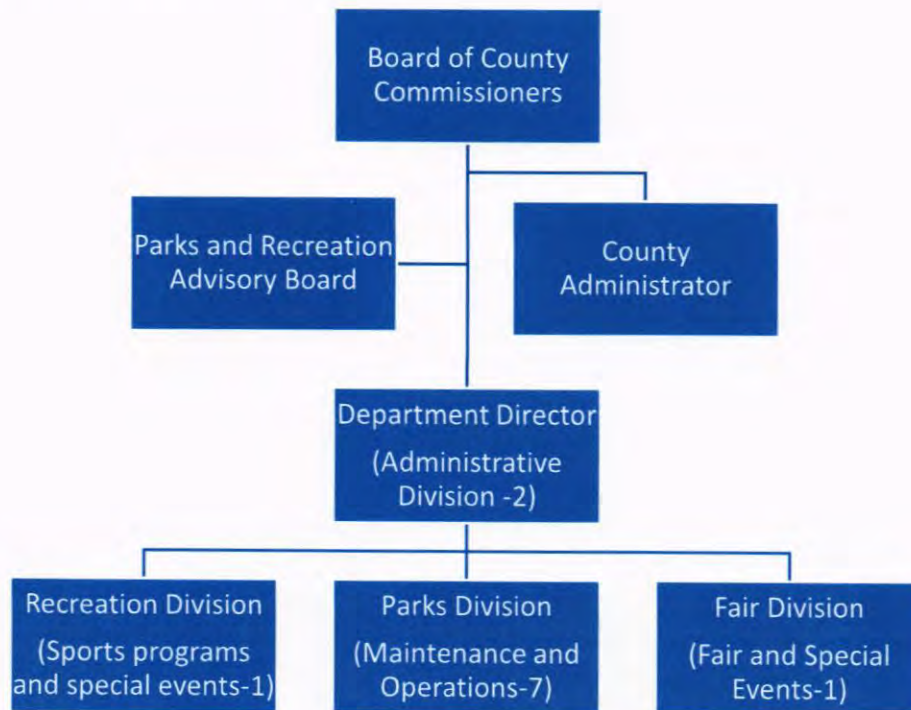 Board of County
Commissioners
Parks and Recreation
Advisory Board
County
Administrator
Department Director
(Administrative
Division -2)
Recreation Division
(Sports programs
and special events-1)
Parks Division
(Maintenance and
Operations-7)
Fair Division
(Fair and Special
Events-1)